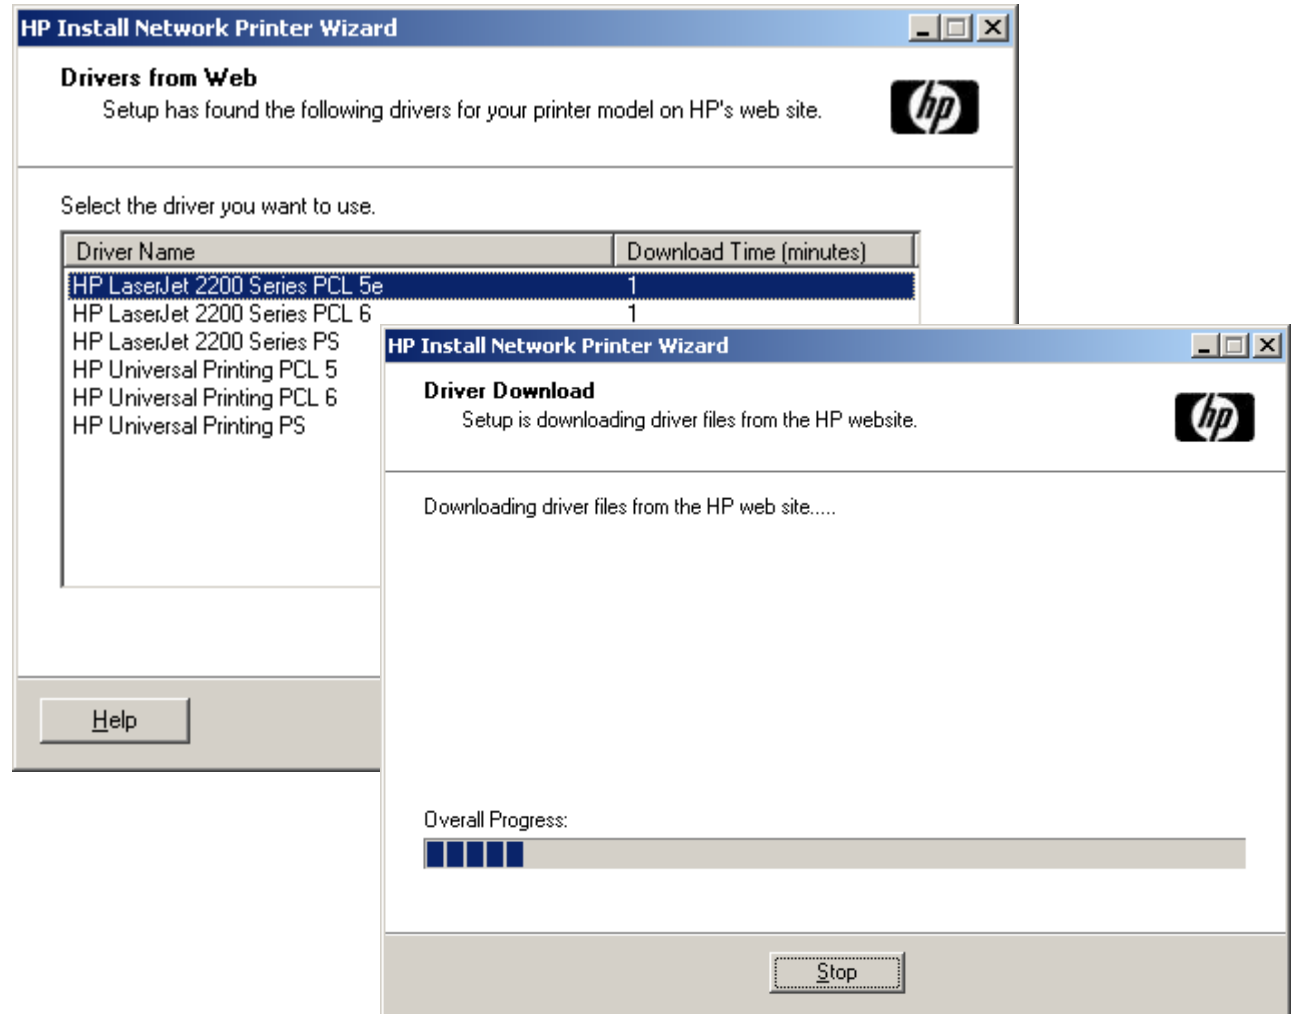 HP Install Network Printer Wizard
Drivers from Web
Setup has found the following drivers for your printer model on HP's web site.
hp
Select the driver you want to use.
Driver Name Download Time (minutes)
HP LaserJet 2200 Series PCL 5e 1
HP LaserJet 2200 Series PCL 6 1
HP LaserJet 2200 Series PS
HP Universal Printing PCL 5
HP Universal Printing PCL 6
HP Universal Printing PS
Help
HP Install Network Printer Wizard
Driver Download
Setup is downloading driver files from the HP website.
hp
Downloading driver files from the HP web site.....
Overall Progress:
Stop